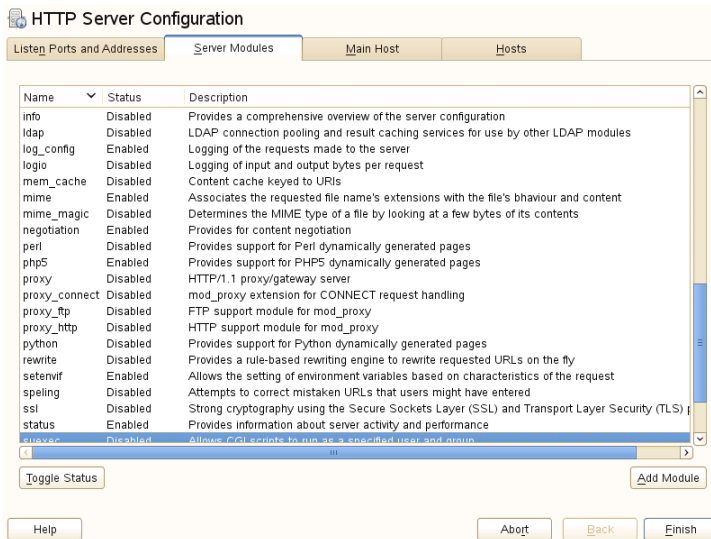 HTTP Server Configuration
Listen Ports and Addresses Server Modules Main Host Hosts
Name Status Description
info Disabled Provides a comprehensive overview of the server configuration
ldap Disabled LDAP connection pooling and result caching services for use by other LDAP modules
log_config Enabled Logging of the requests made to the server
logio Disabled Logging of input and output bytes per request
mem_cache Disabled Content cache keyed to URIs
mime Enabled Associates the requested file name's extensions with the file's bhaviour and content
mime_magic Disabled Determines the MIME type of a file by looking at a few bytes of its contents
negotiation Enabled Provides for content negotiation
perl Disabled Provides support for Perl dynamically generated pages
php5 Enabled Provides support for PHP5 dynamically generated pages
proxy Disabled HTTP/1.1 proxy/gateway server
proxy_connect Disabled mod_proxy extension for CONNECT request handling
proxy_ftp Disabled FTP support module for mod_proxy
proxy_http Disabled HTTP support module for mod_proxy
python Disabled Provides support for Python dynamically generated pages
rewrite Disabled Provides a rule-based rewriting engine to rewrite requested URLs on the fly
setenvif Enabled Allows the setting of environment variables based on characteristics of the request
speling Disabled Attempts to correct mistaken URLs that users might have entered
ssl Disabled Strong cryptography using the Secure Sockets Layer (SSL) and Transport Layer Security (TLS) p
status Enabled Provides information about server activity and performance
suexec Disabled Allows CGI scripts to run as a specified user and group
Toggle Status Add Module
Help Abort Back Finish